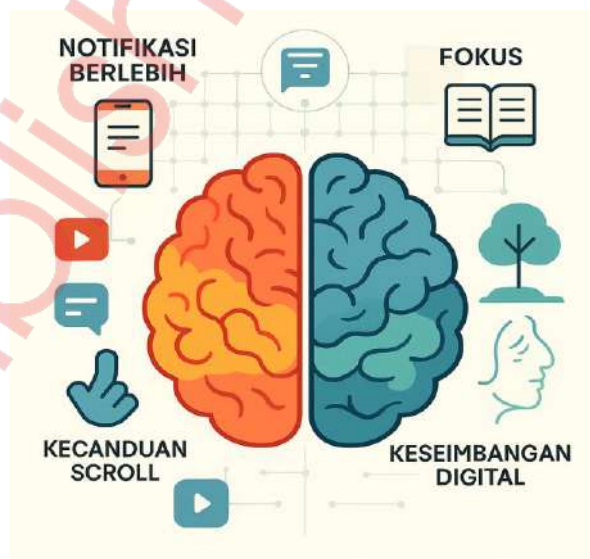 NOTIFIKASI
BERLEBIH
FOKUS
KECANDUAN
SCROLL
KESEIMBANGAN
DIGITAL